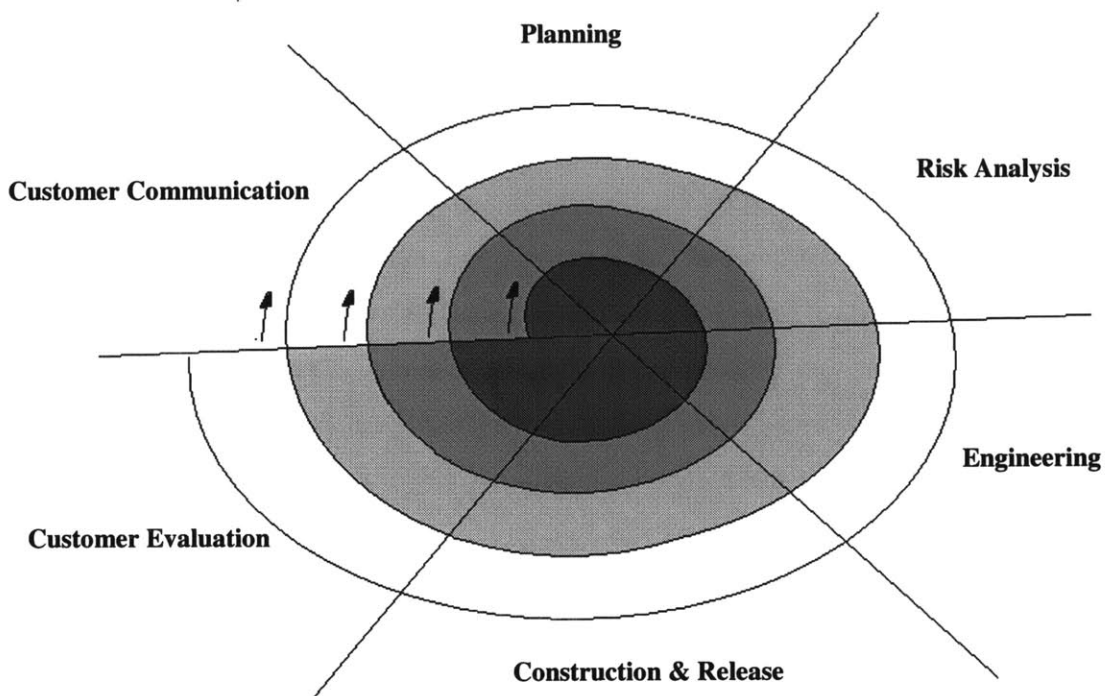 Planning
Risk Analysis
Customer Communication
Engineering
Customer Evaluation
Construction & Release